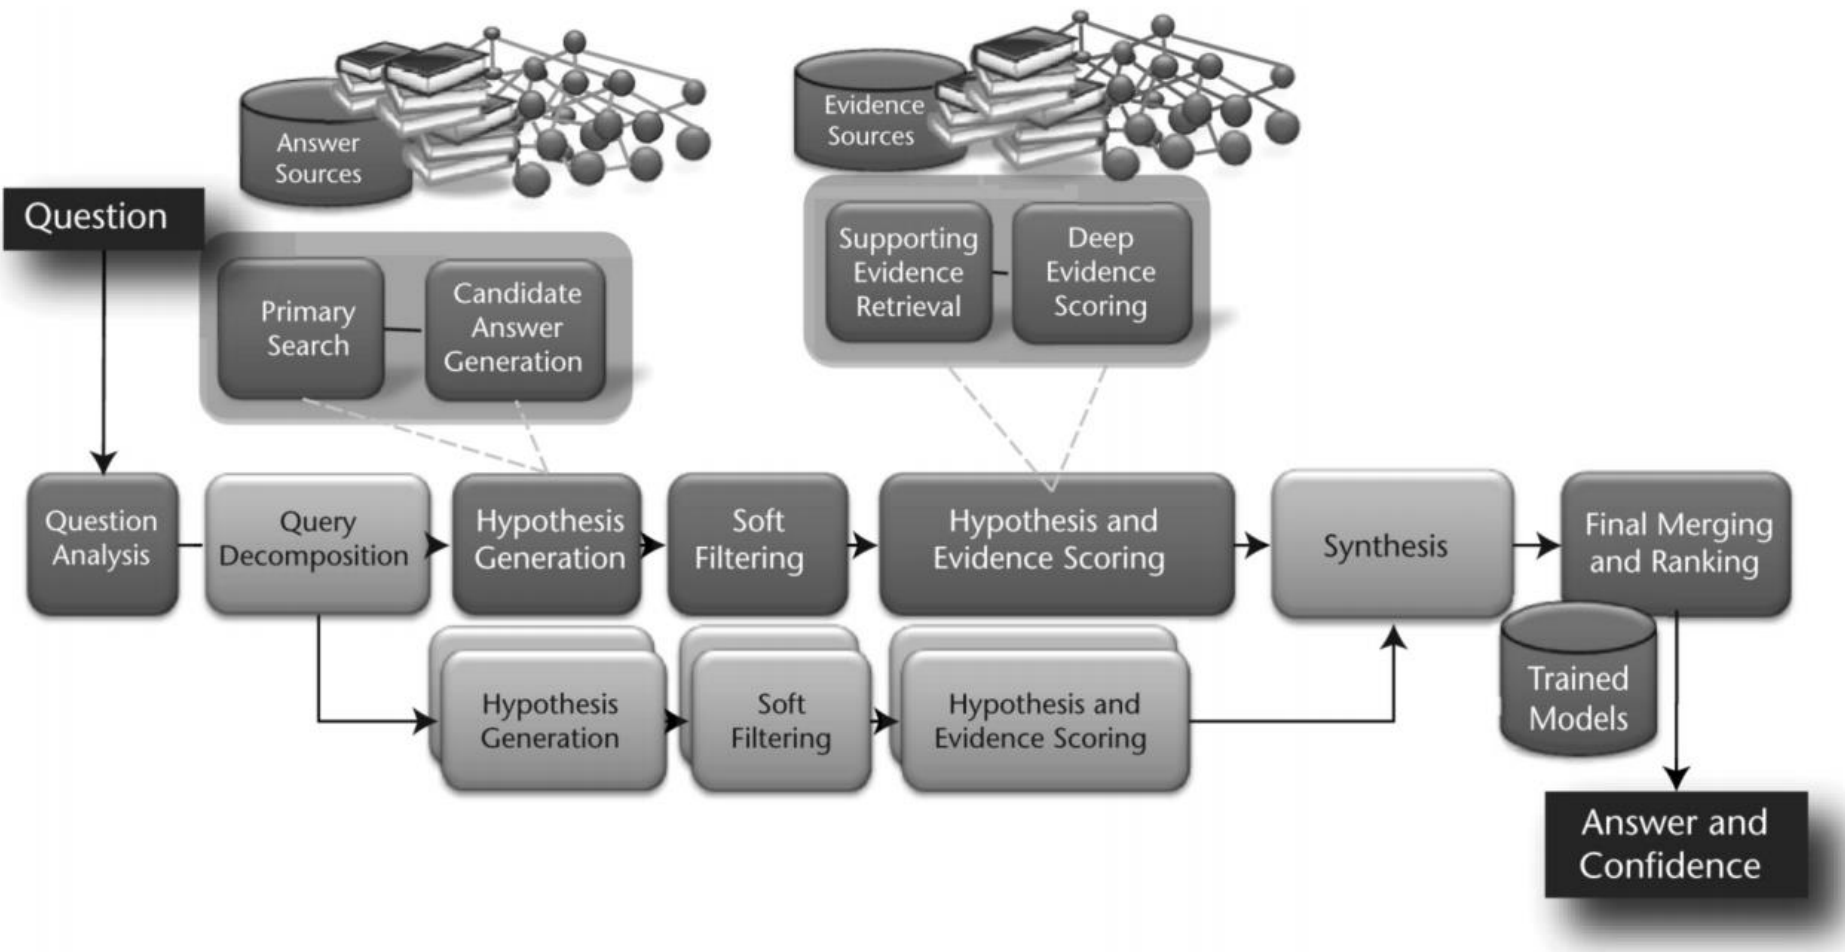 Answer
Sources
Evidence
Sources
Question
Primary
Search
Candidate
Answer
Generation
Supporting
Evidence
Retrieval
Deep
Evidence
Scoring
Question
Analysis
Query
Decomposition
Hypothesis
Generation
Soft
Filtering
Hypothesis and
Evidence Scoring
Synthesis
Final Merging
and Ranking
Hypothesis
Generation
Soft
Filtering
Hypothesis and
Evidence Scoring
Trained
Models
Answer and
Confidence